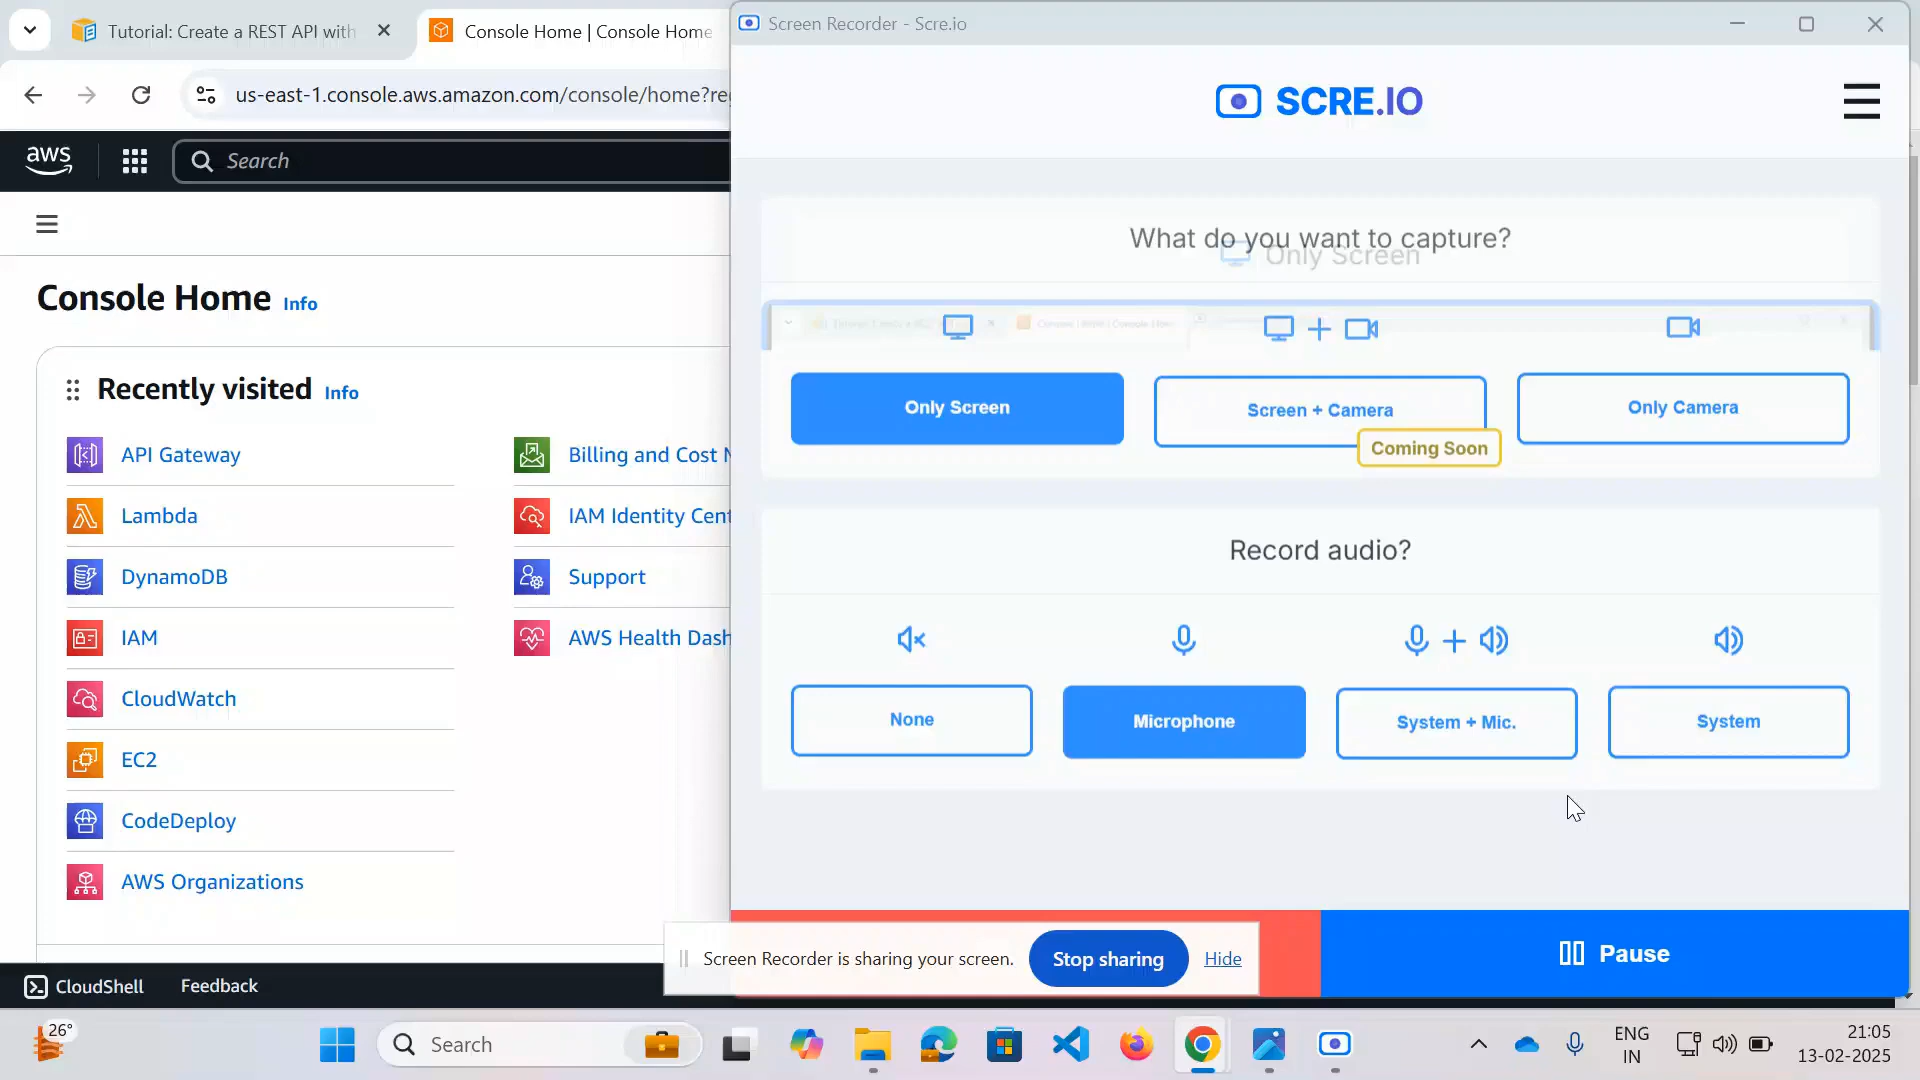 Tutorial: Create a REST API with
Console Home | Console Home
Screen Recorder - Scre.io
us-east-1.console.aws.amazon.com/console/home?re
SCRE.IO
aws
Search
What do you want to capture?
Only Screen
Console Home Info
Recently visited Info
Only Screen
Screen + Camera
Only Camera
Coming Soon
API Gateway
Billing and Cost
Lambda
IAM Identity Cent
Record audio?
DynamoDB
Support
IAM
AWS Health Dash
CloudWatch
None
Microphone
System + Mic.
System
EC2
CodeDeploy
AWS Organizations
Screen Recorder is sharing your screen.
Stop sharing
Hide
Pause
CloudShell
Feedback
26°
Search
ENG
IN
21:05
13-02-2025